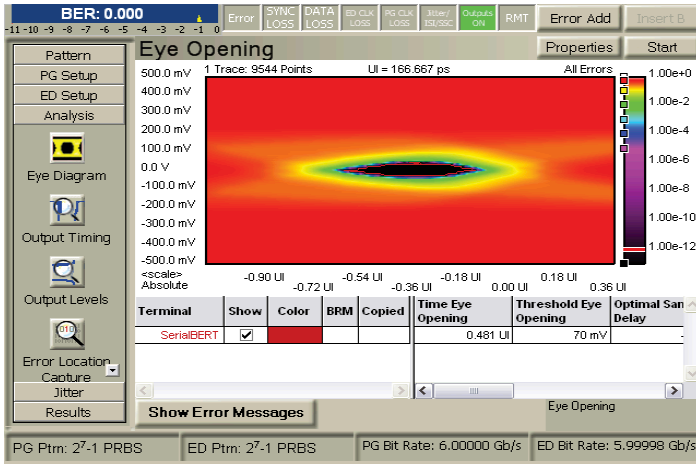 BER: 0.000
-11 -10 -9 -8 -7 -6 -5 -4 -3 -2 -1 0
Error
SYNC LOSS
DATA LOSS
ED CLK LOSS
PG CLK LOSS
Jitter/ ISI/SSC
Outputs ON
RMT
Error Add
Insert B
Pattern
PG Setup
ED Setup
Analysis
Eye Diagram
Output Timing
Output Levels
Error Location
Capture
Jitter
Results
Eye Opening
Properties
Start
1 Trace: 9544 Points
UI = 166.667 ps
All Errors
500.0 mV
400.0 mV
300.0 mV
200.0 mV
100.0 mV
0.0 V
-100.0 mV
-200.0 mV
-300.0 mV
-400.0 mV
-500.0 mV
<scale>
Absolute
1.00e+0
1.00e-2
1.00e-4
1.00e-6
1.00e-8
1.00e-10
1.00e-12
-0.90 UI
-0.72 UI
-0.54 UI
-0.36 UI
-0.18 UI
0.00 UI
0.18 UI
0.36 UI
Terminal
Show
Color
BRM
Copied
Time Eye Opening
Threshold Eye Opening
Optimal San
Delay
SerialBERT
0.481 UI
70 mV
-
Show Error Messages
Eye Opening
PG Ptrn: 2⁷-1 PRBS
ED Ptrn: 2⁷-1 PRBS
PG Bit Rate: 6.00000 Gb/s
ED Bit Rate: 5.99998 Gb/s